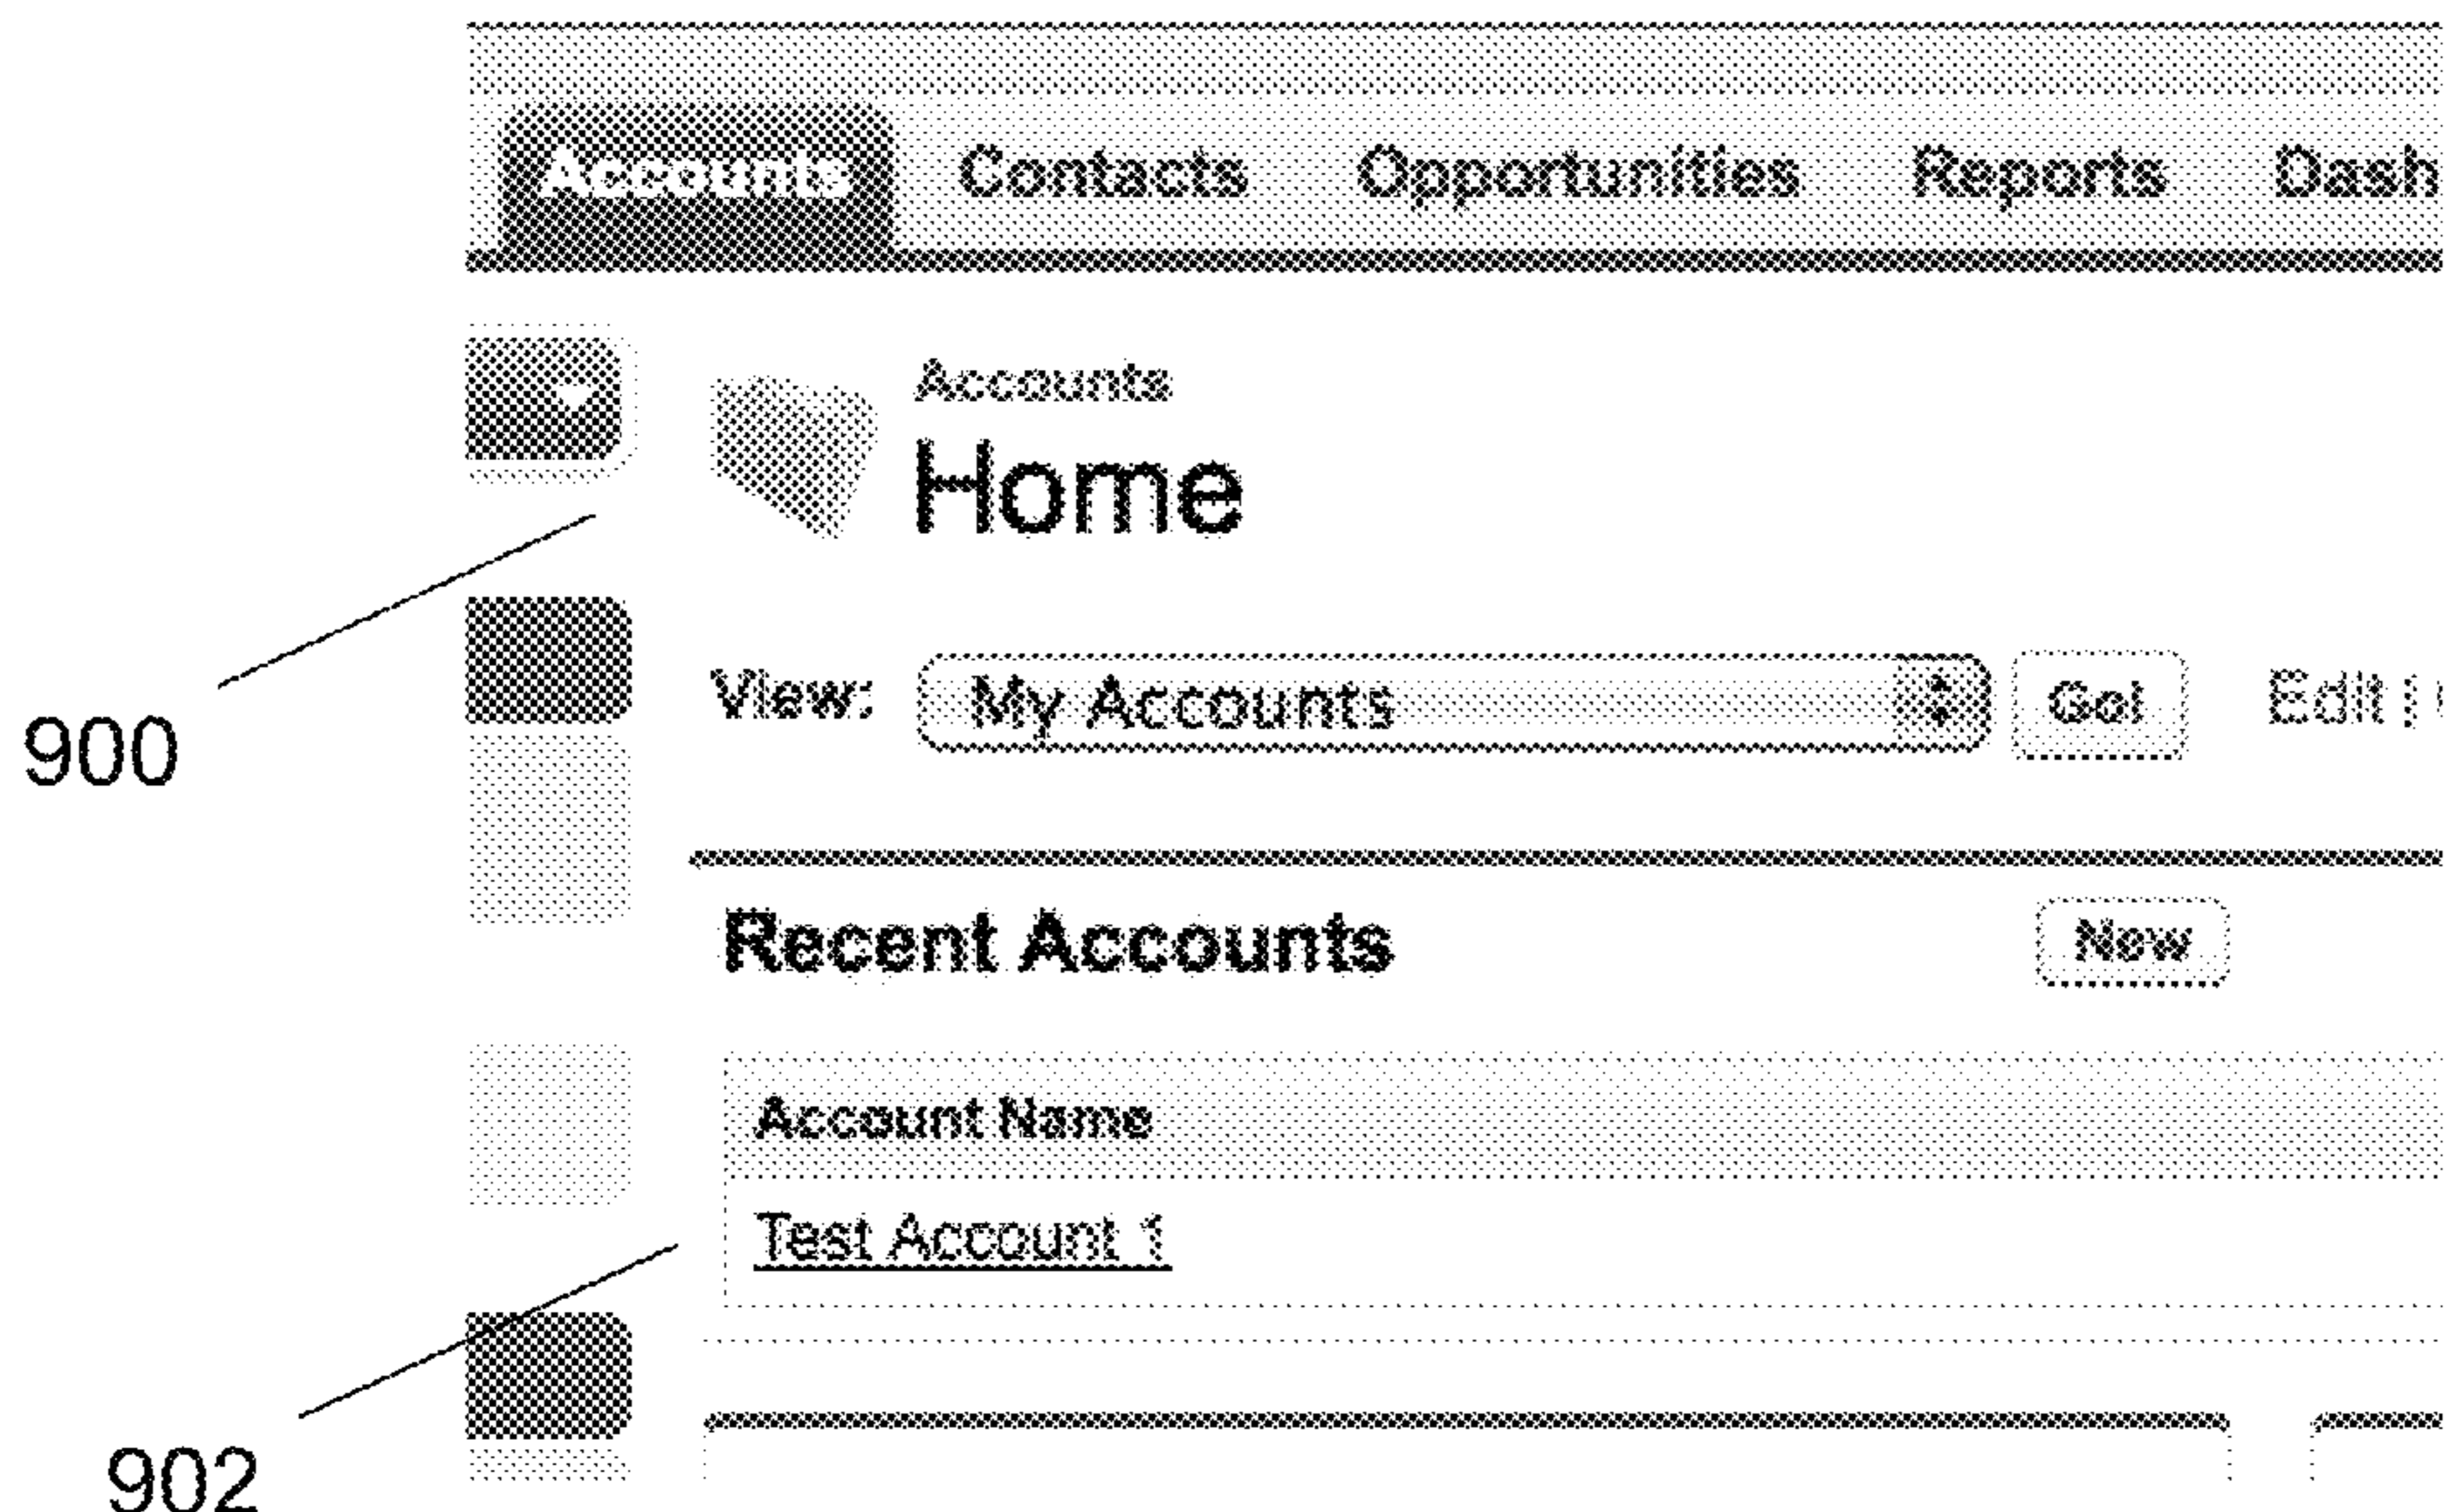 Accounts Contacts Opportunities Reports Dash
Accounts
Home
900
View: My Accounts Go! Edit |
Recent Accounts New
Account Name
Test Account 1
902